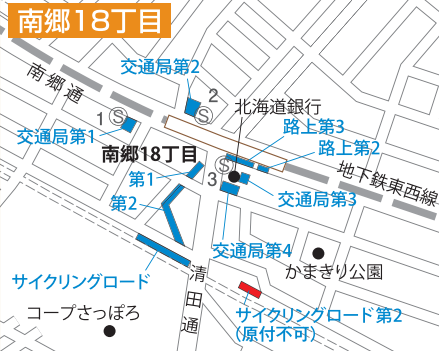 南郷18丁目
南郷通
交通局第2
2
Ⓢ
北海道銀行
1 Ⓢ
交通局第1
路上第3
路上第2
南郷18丁目
Ⓢ
地下鉄東西線
第1
3
交通局第3
第2
交通局第4
かまきり公園
サイクリングロード
清田通
コープさっぽろ
サイクリングロード第2
(原付不可)